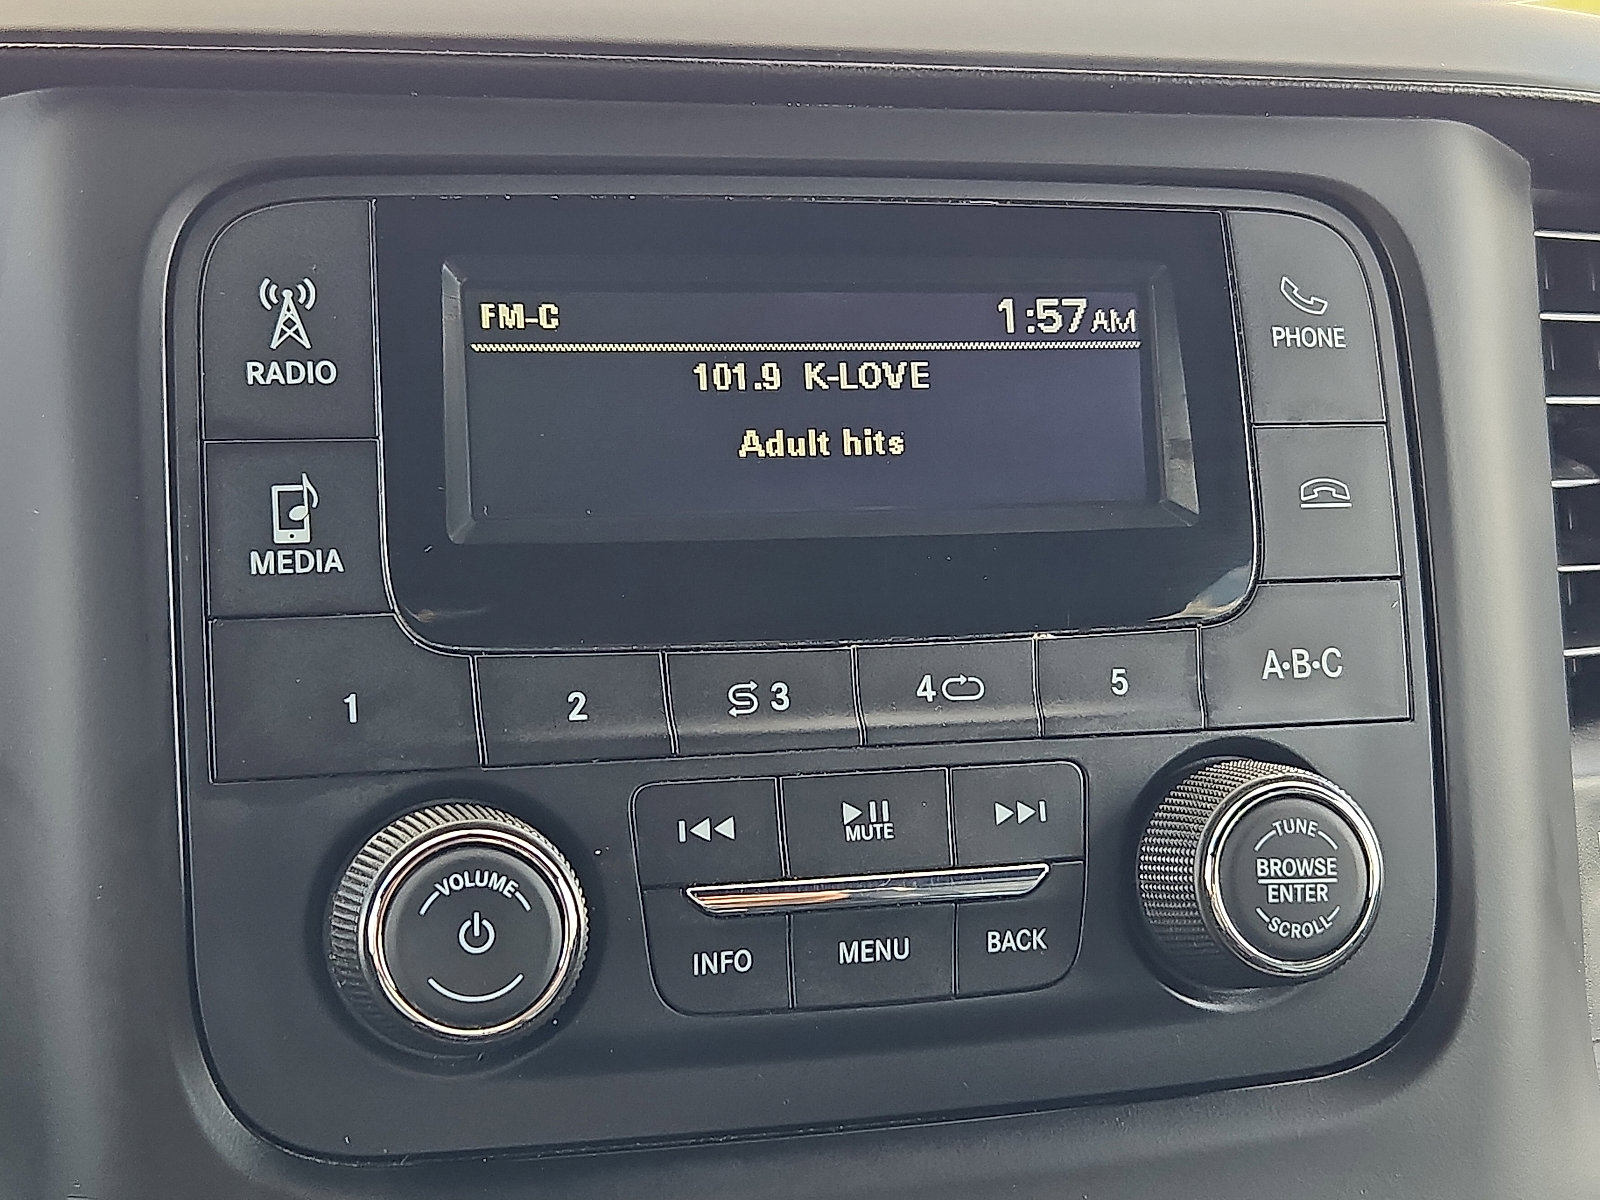 FM-C 1:57AM
101.9 K-LOVE
Adult hits
RADIO
MEDIA
PHONE
1 2 3 4 5 A•B•C
VOLUME
MUTE
INFO MENU BACK
TUNE
BROWSE
ENTER
SCROLL